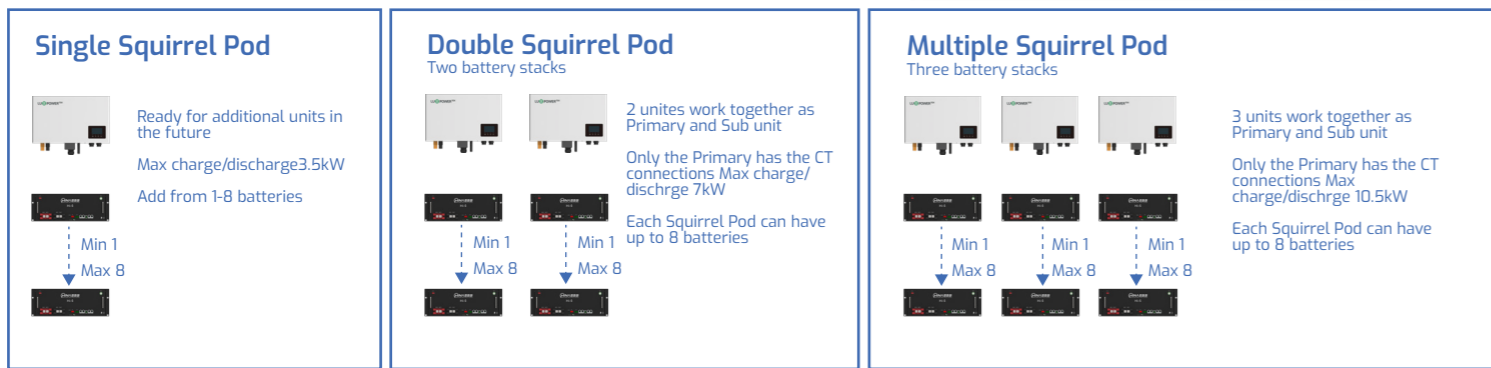 Single Squirrel Pod
Ready for additional units in
the future
Max charge/discharge3.5kW
Add from 1-8 batteries
Min 1
Max 8
Double Squirrel Pod
Two battery stacks
2 unites work together as
Primary and Sub unit
Only the Primary has the CT
connections Max charge/
dischrge 7kW
Each Squirrel Pod can have
up to 8 batteries
Min 1
Max 8
Min 1
Max 8
Multiple Squirrel Pod
Three battery stacks
3 units work together as
Primary and Sub unit
Only the Primary has the CT
connections Max
charge/dischrge 10.5kW
Each Squirrel Pod can have
up to 8 batteries
Min 1
Max 8
Min 1
Max 8
Min 1
Max 8